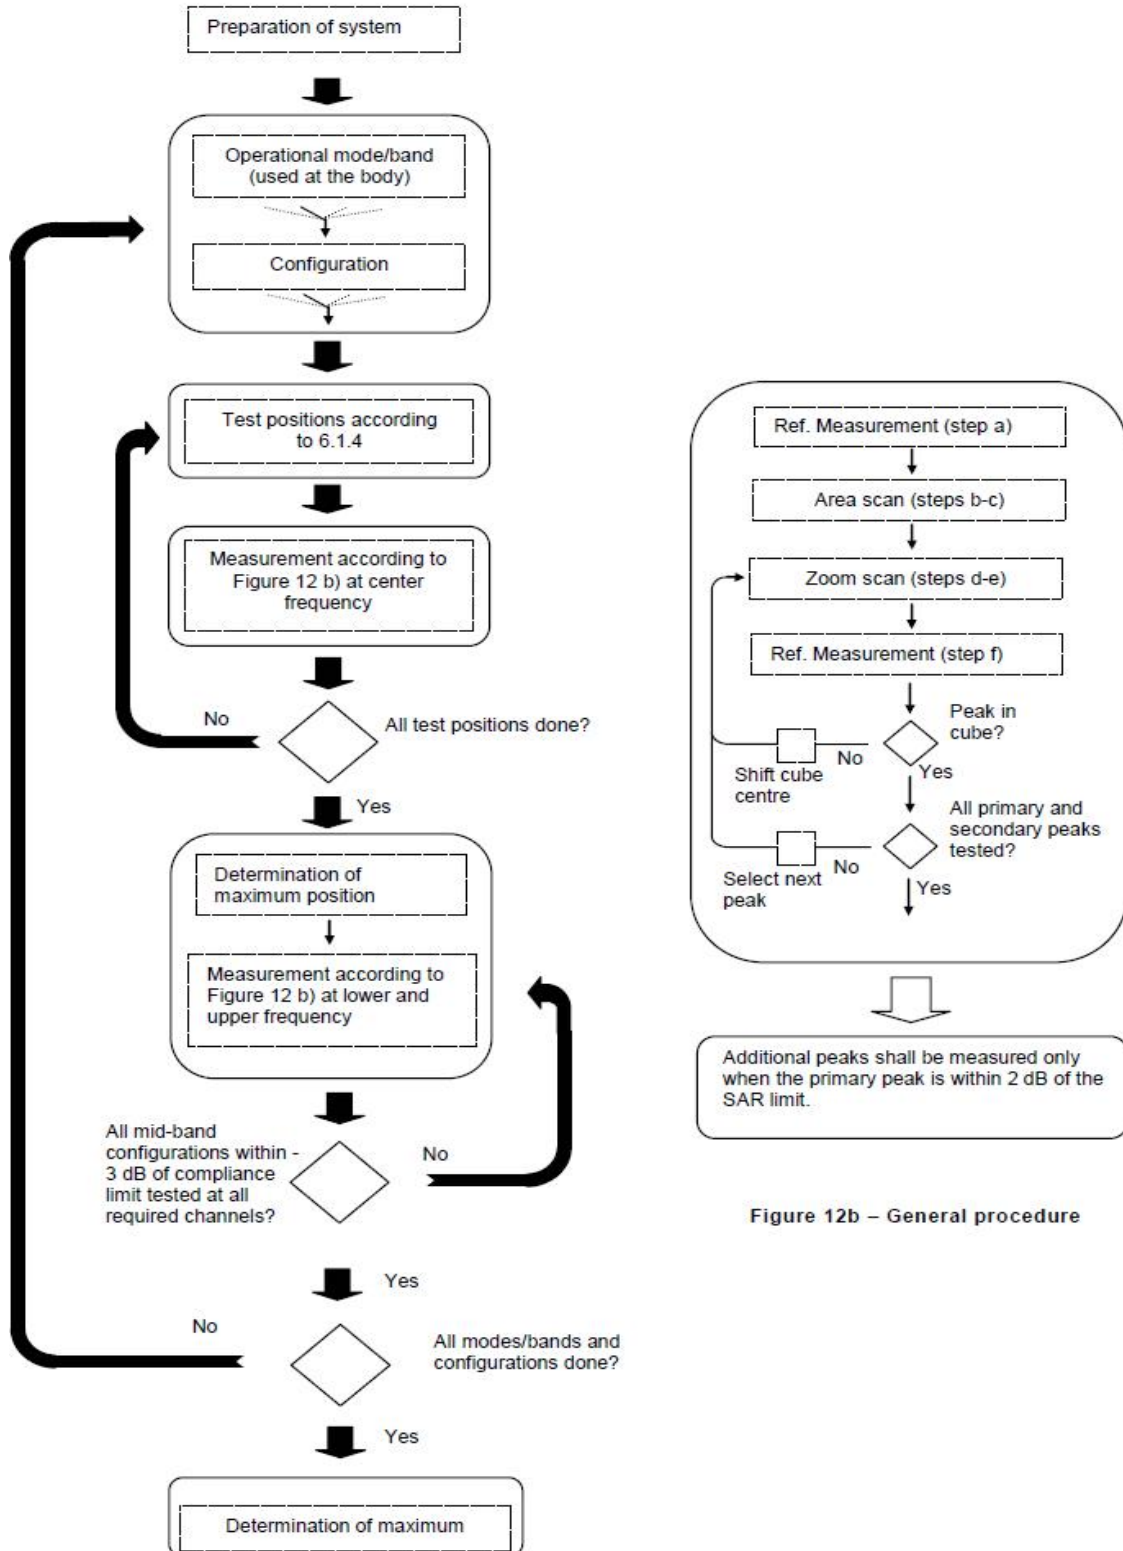 Preparation of system
Operational mode/band
(used at the body)
Configuration
Test positions according
to 6.1.4
Measurement according to
Figure 12 b) at center
frequency
No
All test positions done?
Yes
Determination of
maximum position
Measurement according to
Figure 12 b) at lower and
upper frequency
All mid-band
configurations within -
3 dB of compliance
limit tested at all
required channels?
No
Yes
No
All modes/bands and
configurations done?
Yes
Determination of maximum
Ref. Measurement (step a)
Area scan (steps b-c)
Zoom scan (steps d-e)
Ref. Measurement (step f)
Peak in
cube?
No
Shift cube
centre
Yes
All primary and
secondary peaks
tested?
No
Select next
peak
Yes
Additional peaks shall be measured only
when the primary peak is within 2 dB of the
SAR limit.
Figure 12b – General procedure